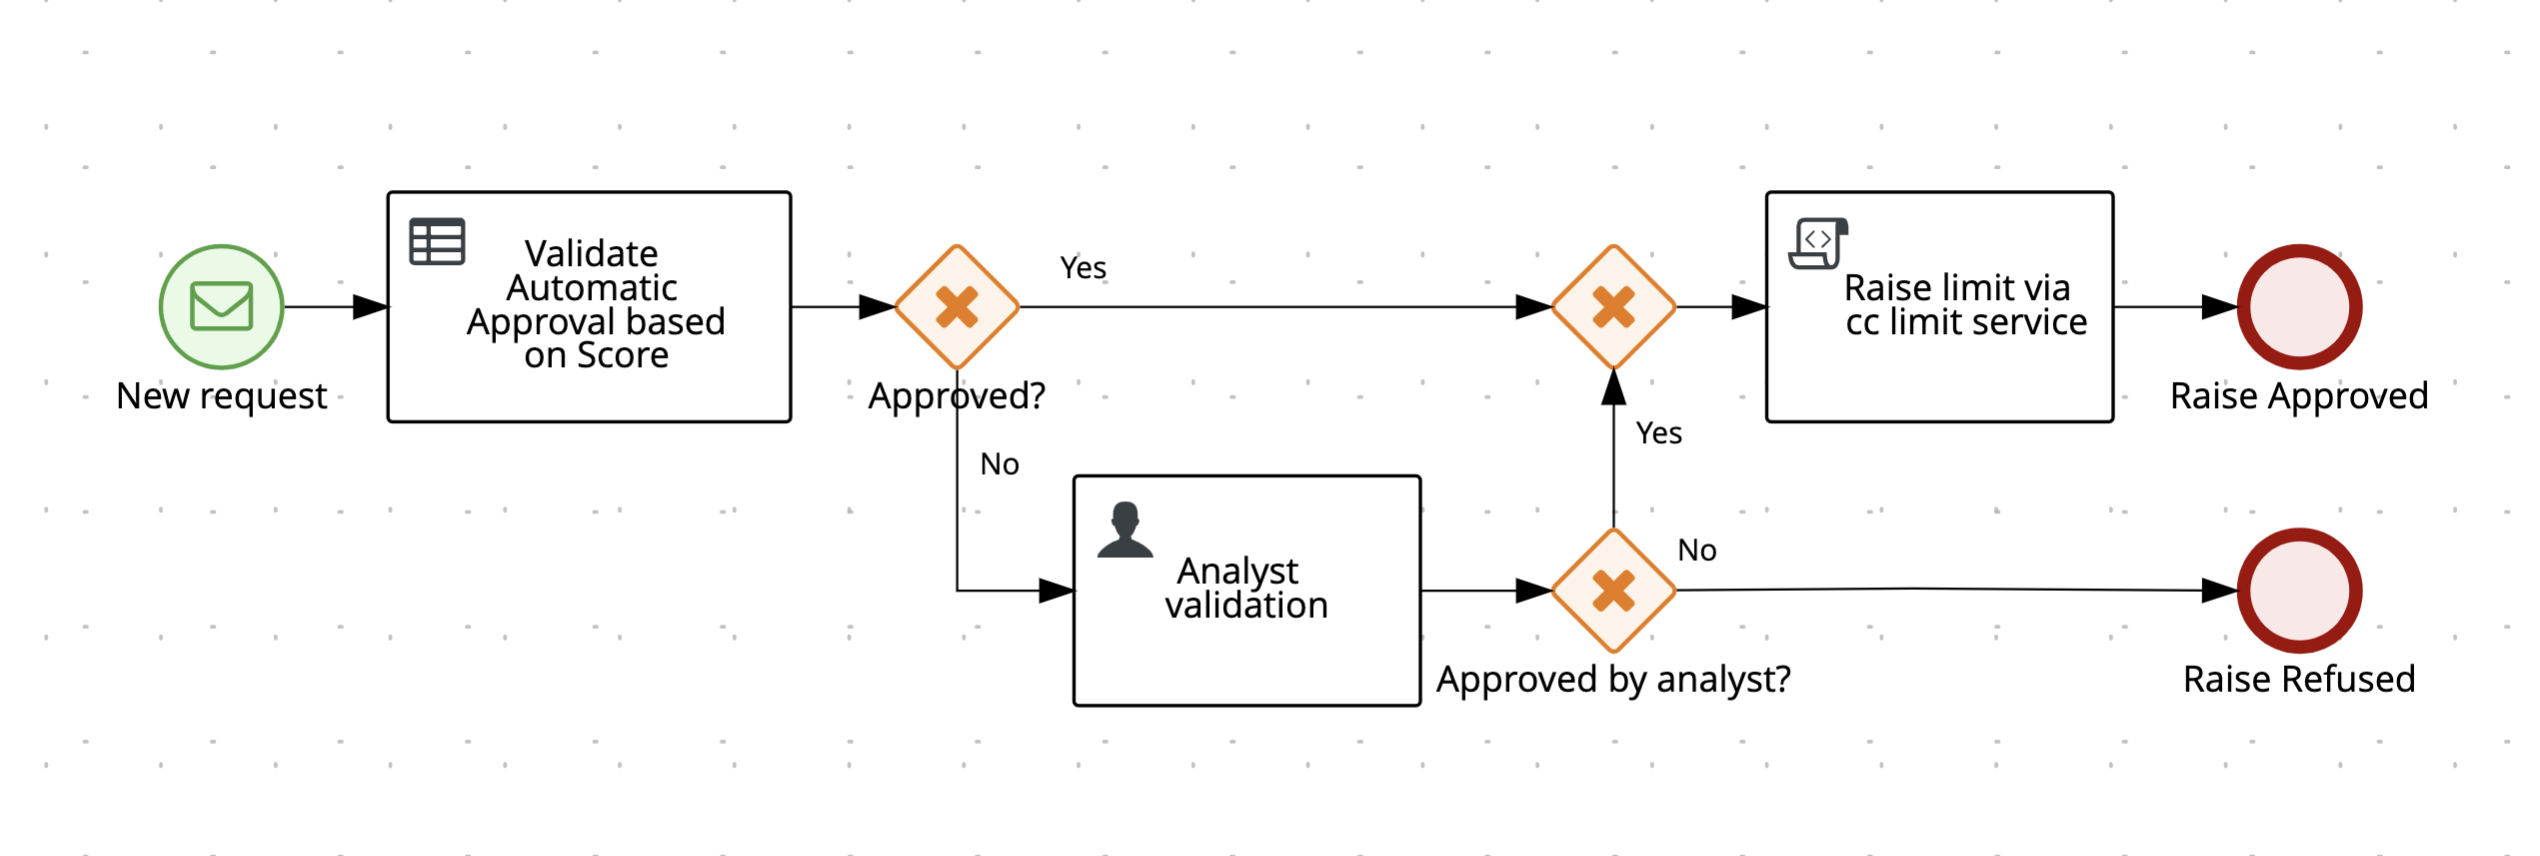 New request
Validate
Automatic
Approval based
on Score
Approved?
Yes
No
Analyst
validation
Approved by analyst?
Yes
No
Raise limit via
cc limit service
Raise Approved
Raise Refused